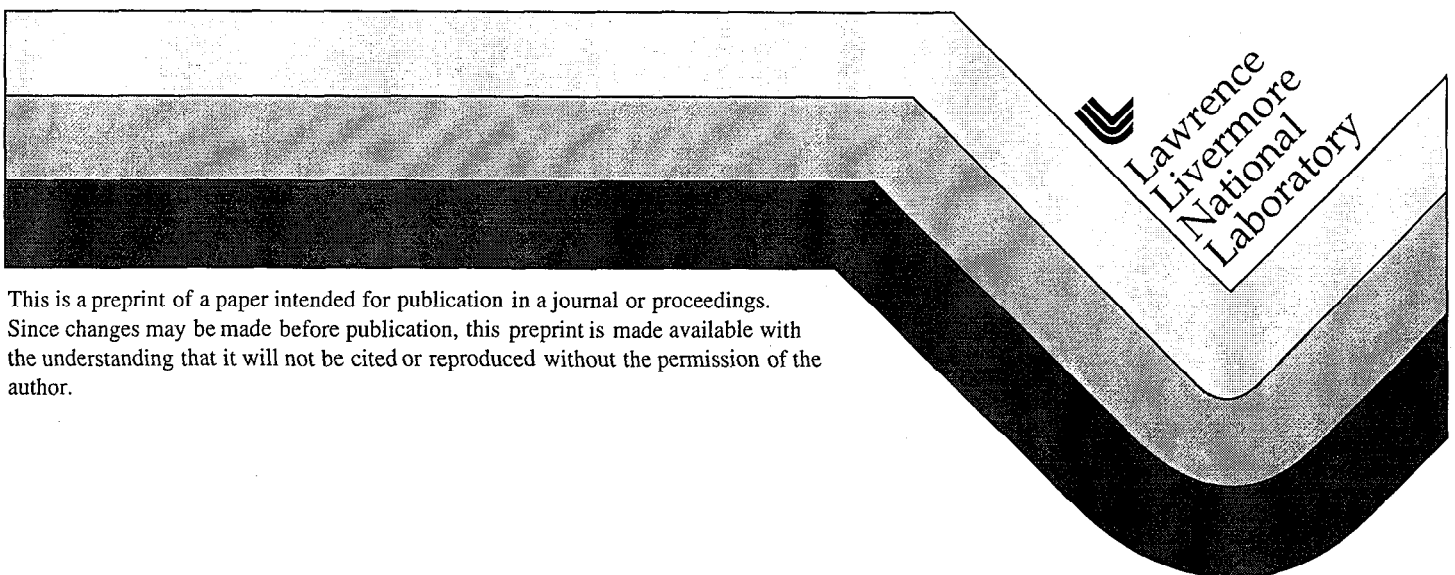 Lawrence
Livermore
National
Laboratory
This is a preprint of a paper intended for publication in a journal or proceedings.
Since changes may be made before publication, this preprint is made available with
the understanding that it will not be cited or reproduced without the permission of the
author.